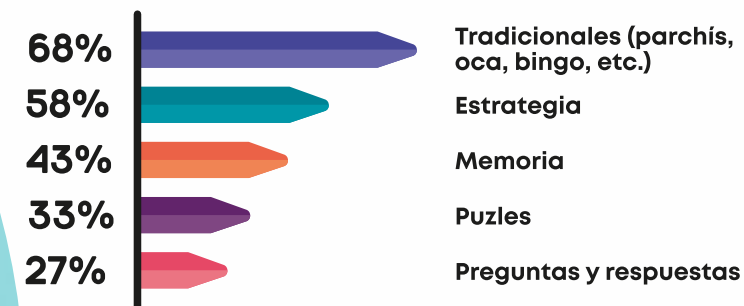 68% Tradicionales (parchís,
oca, bingo, etc.)
58% Estrategia
43% Memoria
33% Puzles
27% Preguntas y respuestas